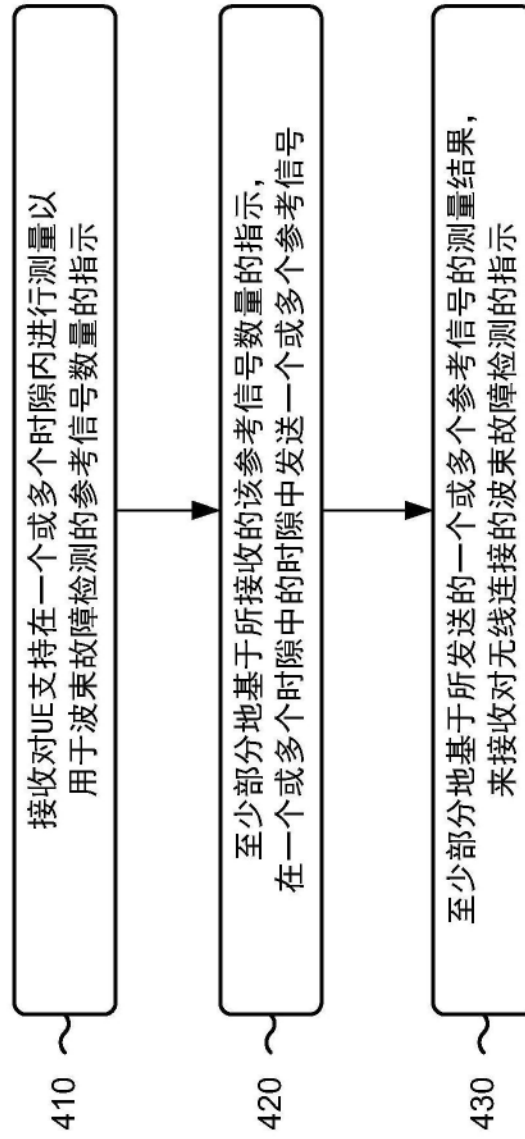 410
接收对UE支持在一个或多个时隙内进行测量以
用于波束故障检测的参考信号数量的指示
420
至少部分地基于所接收的该参考信号数量的指示，
在一个或多个时隙中的时隙中发送一个或多个参考信号
430
至少部分地基于所发送的一个或多个参考信号的测量结果，
来接收对无线连接的波束故障检测的指示